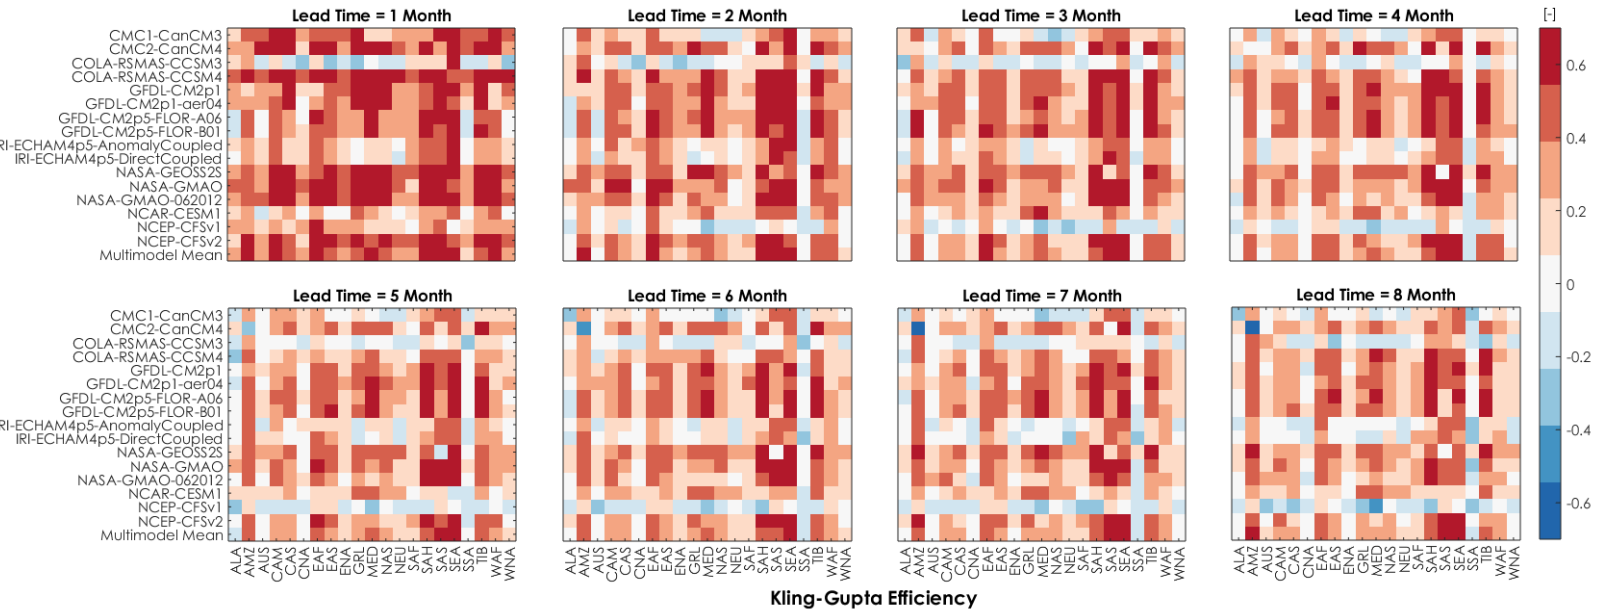 Lead Time = 1 Month
Lead Time = 2 Month
Lead Time = 3 Month
Lead Time = 4 Month
[-]
CMC1-CanCM3
CMC2-CanCM4
COLA-RSMAS-CCSM3
COLA-RSMAS-CCSM4
GFDL-CM2p1
GFDL-CM2p1-aer04
GFDL-CM2p5-FLOR-A06
GFDL-CM2p5-FLOR-B01
RI-ECHAM4p5-AnomalyCoupled
IRI-ECHAM4p5-DirectCoupled
NASA-GEOSS2S
NASA-GMAO
NASA-GMAO-062012
NCAR-CESM1
NCEP-CFSv1
NCEP-CFSv2
Multimodel Mean
0.6
0.4
0.2
0
-0.2
-0.4
-0.6
Lead Time = 5 Month
Lead Time = 6 Month
Lead Time = 7 Month
Lead Time = 8 Month
CMC1-CanCM3
CMC2-CanCM4
COLA-RSMAS-CCSM3
COLA-RSMAS-CCSM4
GFDL-CM2p1
GFDL-CM2p1-aer04
GFDL-CM2p5-FLOR-A06
GFDL-CM2p5-FLOR-B01
RI-ECHAM4p5-AnomalyCoupled
IRI-ECHAM4p5-DirectCoupled
NASA-GEOSS2S
NASA-GMAO
NASA-GMAO-062012
NCAR-CESM1
NCEP-CFSv1
NCEP-CFSv2
Multimodel Mean
ALA AMZ AUS CAM CAS CNA EAF EAS ENA GRL MED NAS NEU SAF SAH SAS SEA SSA TIB WAF WNA
ALA AMZ AUS CAM CAS CNA EAF EAS ENA GRL MED NAS NEU SAF SAH SAS SEA SSA TIB WAF WNA
ALA AMZ AUS CAM CAS CNA EAF EAS ENA GRL MED NAS NEU SAF SAH SAS SEA SSA TIB WAF WNA
ALA AMZ AUS CAM CAS CNA EAF EAS ENA GRL MED NAS NEU SAF SAH SAS SEA SSA TIB WAF WNA
Kling-Gupta Efficiency